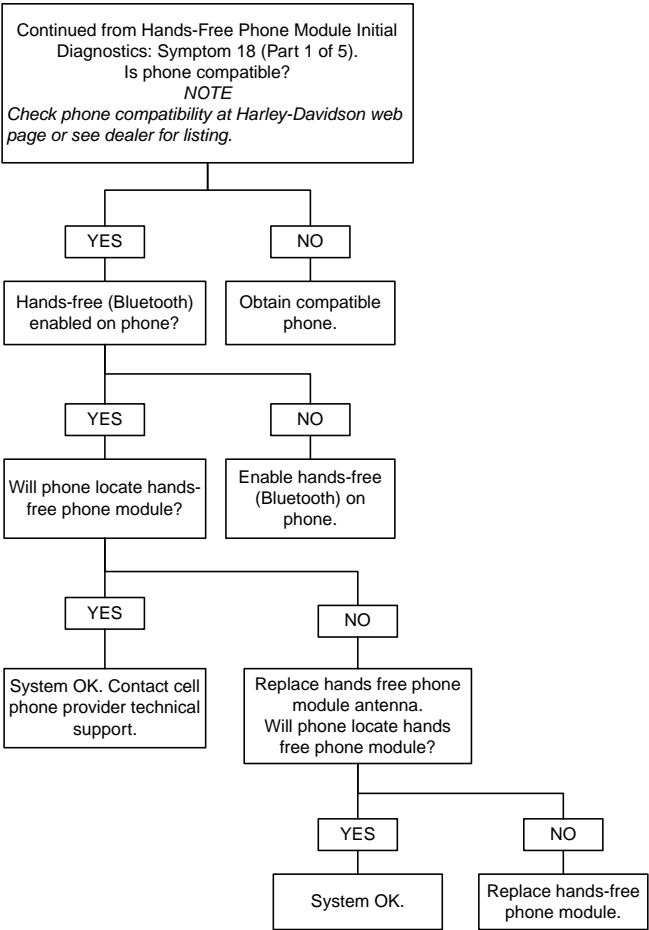 Continued from Hands-Free Phone Module Initial
Diagnostics: Symptom 18 (Part 1 of 5).
Is phone compatible?
NOTE
Check phone compatibility at Harley-Davidson web
page or see dealer for listing.
YES
NO
Hands-free (Bluetooth)
enabled on phone?
Obtain compatible
phone.
YES
NO
Will phone locate hands-
free phone module?
Enable hands-free
(Bluetooth) on
phone.
YES
NO
System OK. Contact cell
phone provider technical
support.
Replace hands free phone
module antenna.
Will phone locate hands
free phone module?
YES
NO
System OK.
Replace hands-free
phone module.